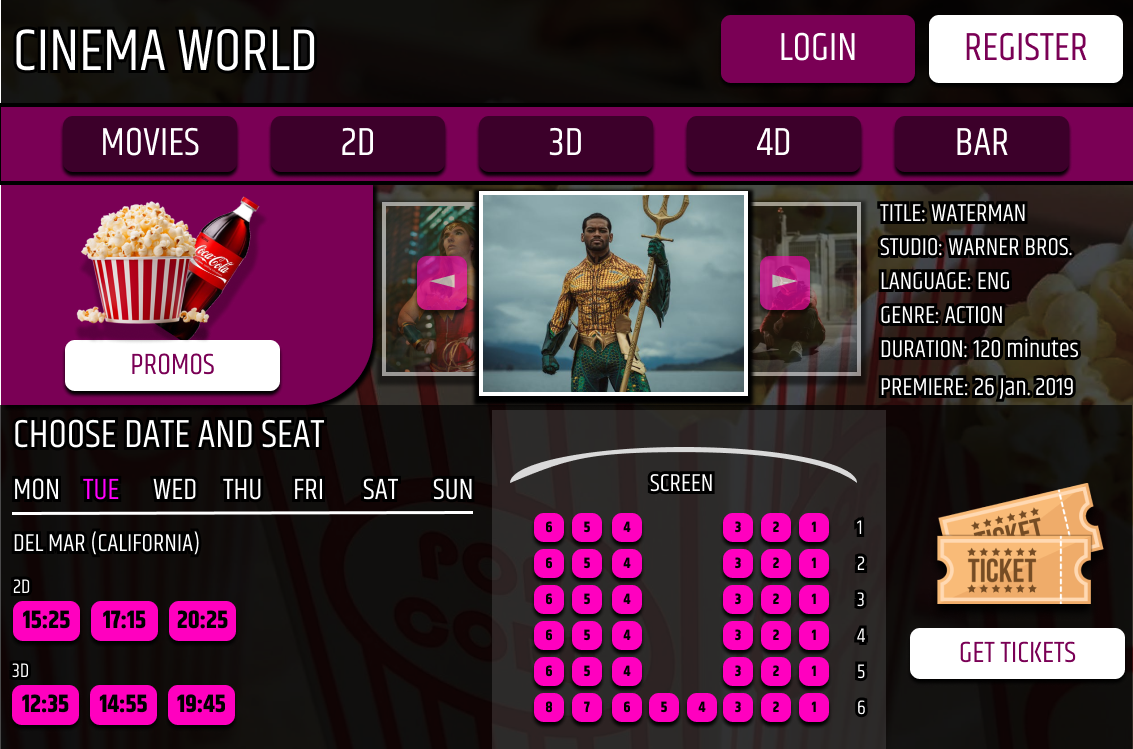 CINEMA WORLD
LOGIN
REGISTER
MOVIES
2D
3D
4D
BAR
Coca-Cola
PROMOS
◄
►
TITLE: WATERMAN
STUDIO: WARNER BROS.
LANGUAGE: ENG
GENRE: ACTION
DURATION: 120 minutes
PREMIERE: 26 Jan. 2019
CHOOSE DATE AND SEAT
MON TUE WED THU FRI SAT SUN
DEL MAR (CALIFORNIA)
2D
15:25 17:15 20:25
3D
12:35 14:55 19:45
SCREEN
6 5 4 3 2 1 1
6 5 4 3 2 1 2
6 5 4 3 2 1 3
6 5 4 3 2 1 4
6 5 4 3 2 1 5
8 7 6 5 4 3 2 1 6
TICKET
TICKET
GET TICKETS